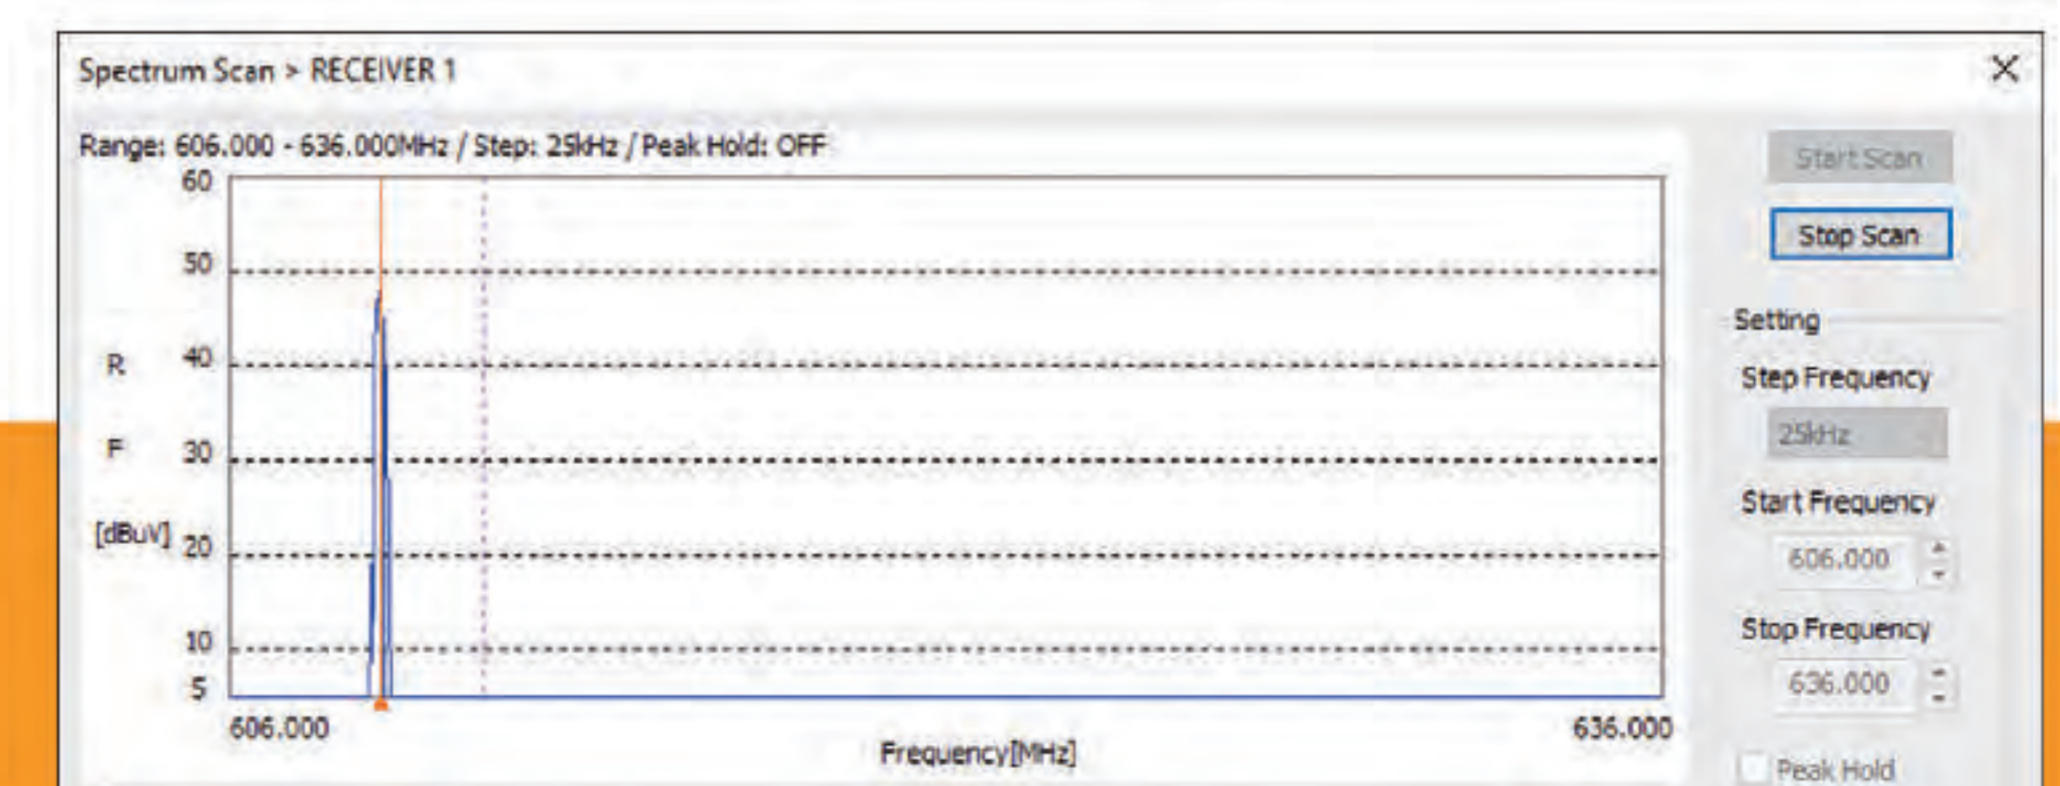 Spectrum Scan > RECEIVER 1
Range: 606.000 - 636.000MHz / Step: 25kHz / Peak Hold: OFF
60
50
40
30
20
10
5
R
F
[dBuV]
606.000
636.000
Frequency[MHz]
Start Scan
Stop Scan
Setting
Step Frequency
25kHz
Start Frequency
606.000
Stop Frequency
636.000
Peak Hold